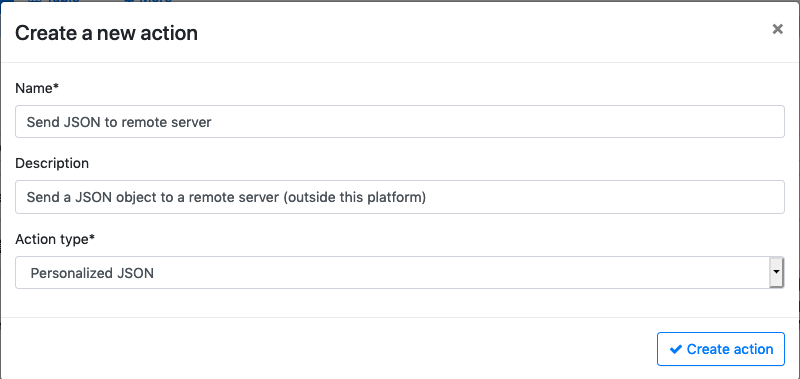 Create a new action
×
Name*
Send JSON to remote server
Description
Send a JSON object to a remote server (outside this platform)
Action type*
Personalized JSON
Create action